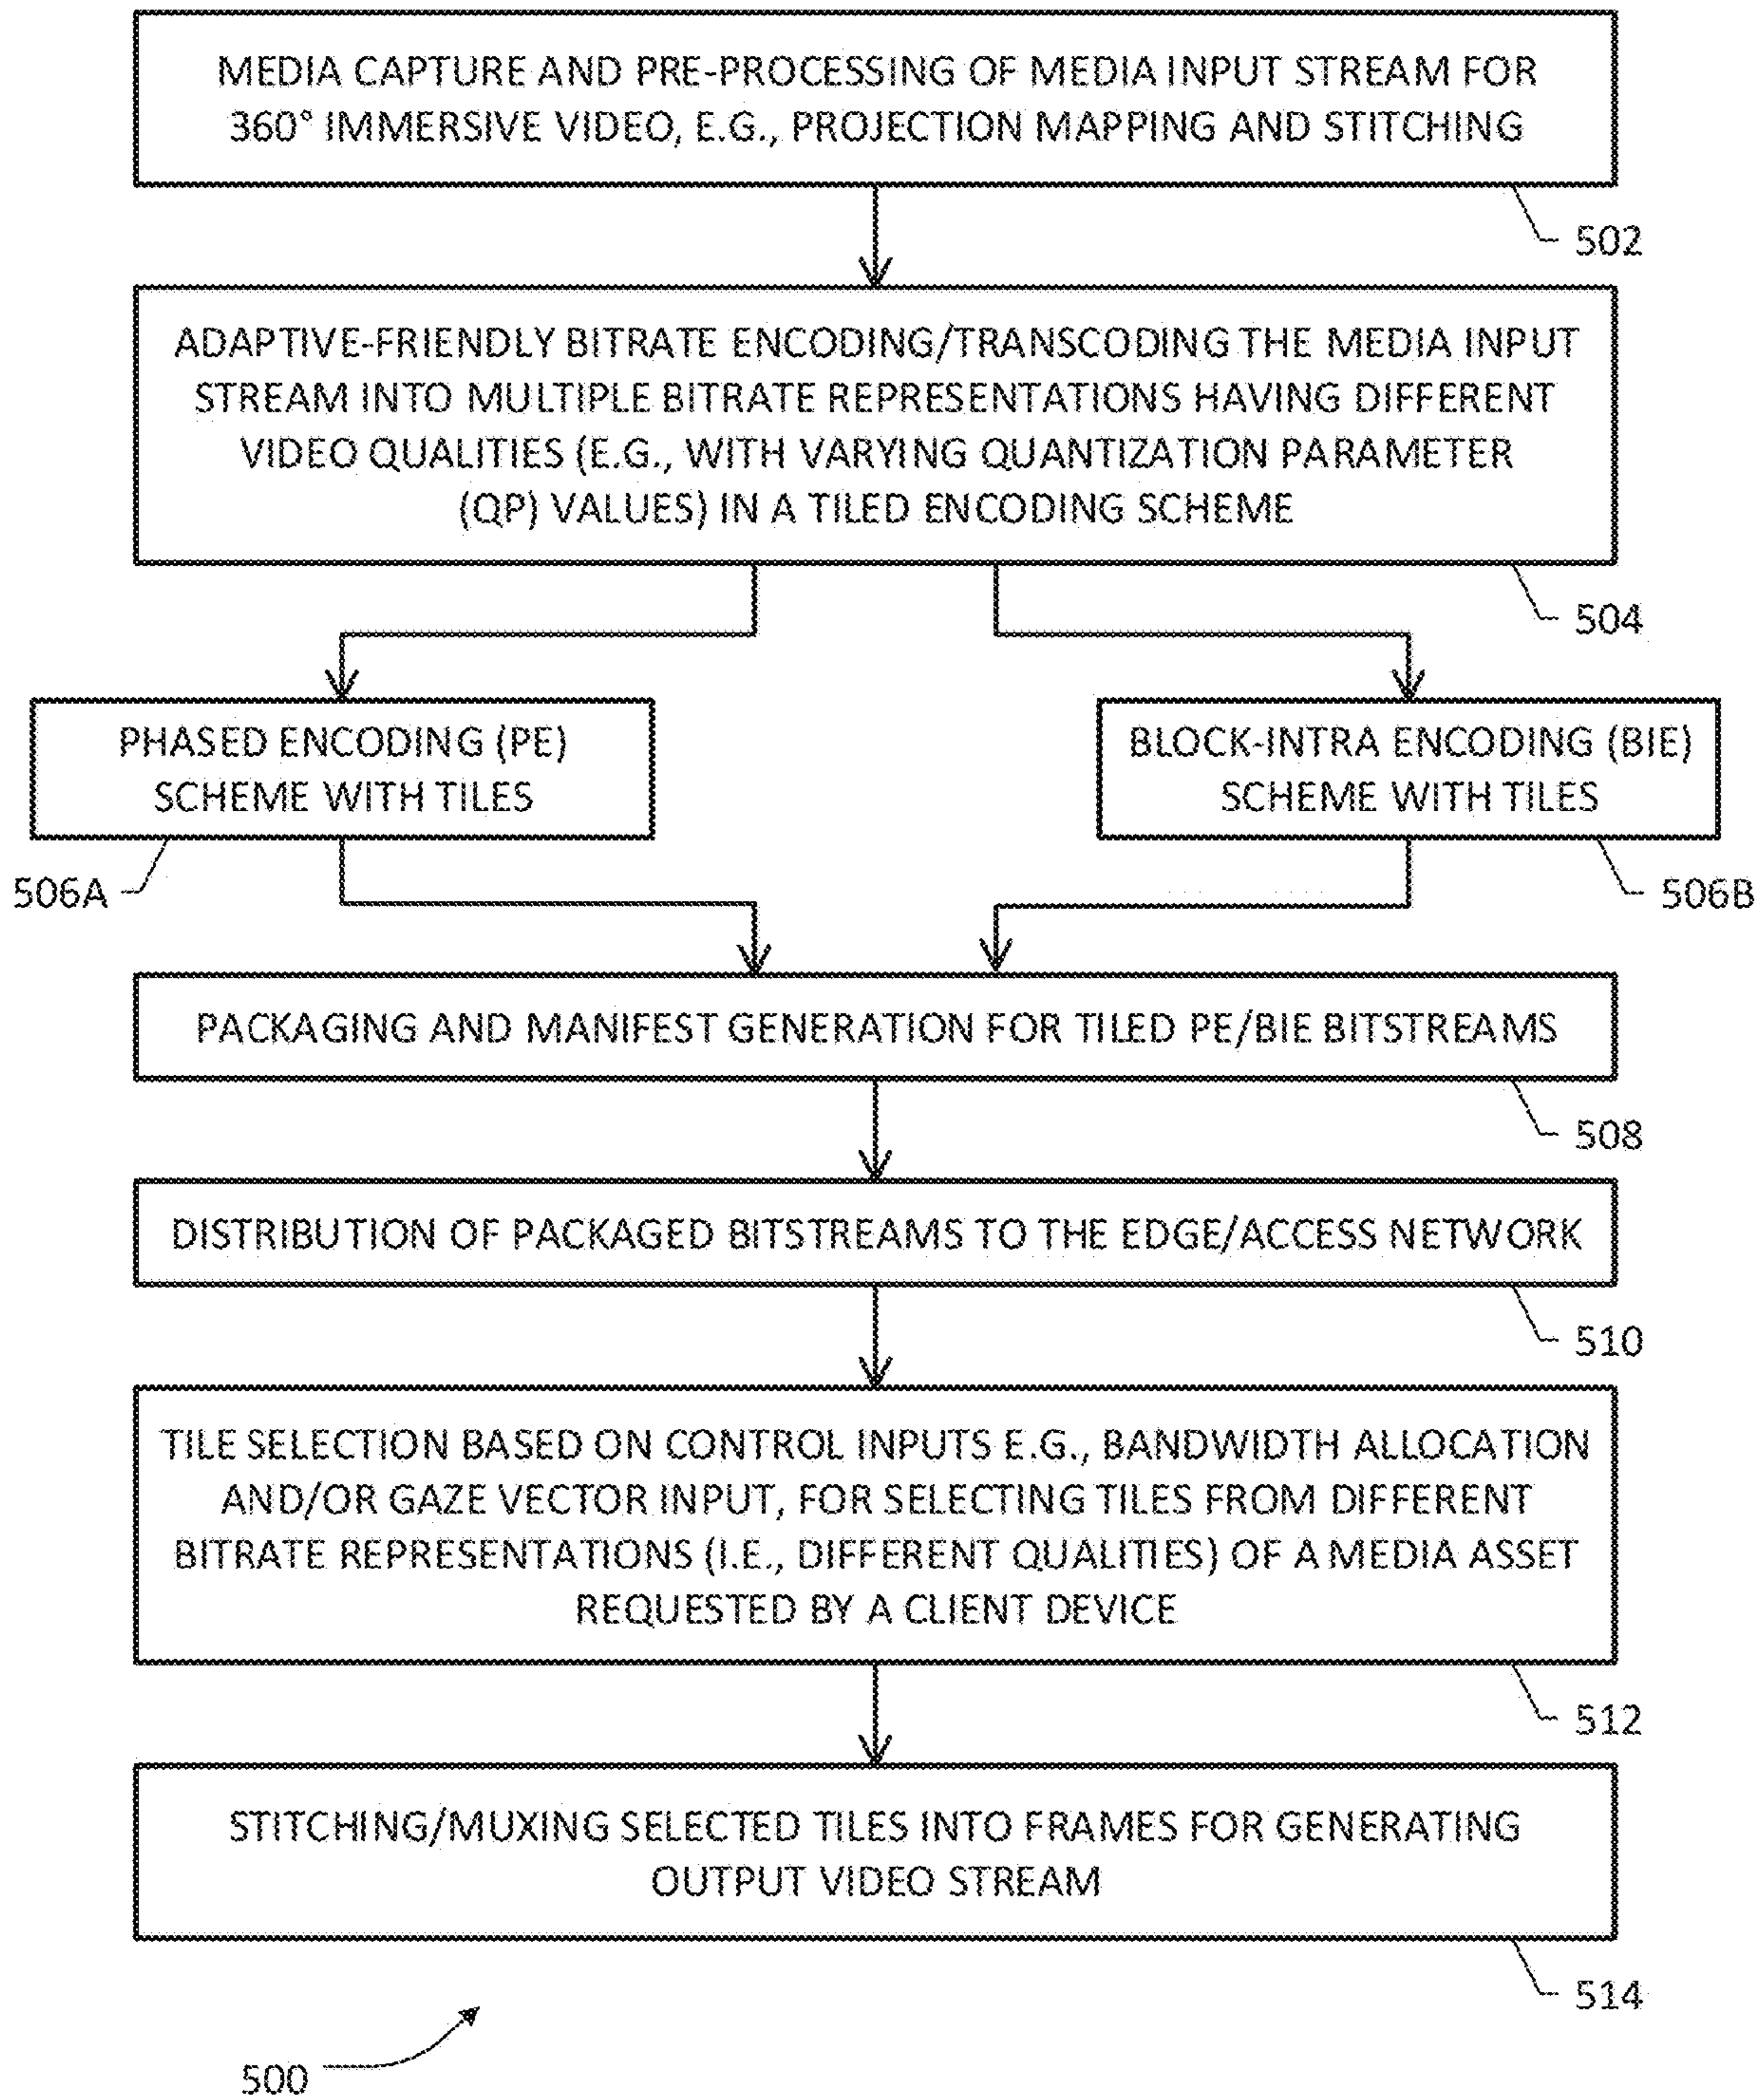 MEDIA CAPTURE AND PRE-PROCESSING OF MEDIA INPUT STREAM FOR
360° IMMERSIVE VIDEO, E.G., PROJECTION MAPPING AND STITCHING
502
ADAPTIVE-FRIENDLY BITRATE ENCODING/TRANSCODING THE MEDIA INPUT
STREAM INTO MULTIPLE BITRATE REPRESENTATIONS HAVING DIFFERENT
VIDEO QUALITIES (E.G., WITH VARYING QUANTIZATION PARAMETER
(QP) VALUES) IN A TILED ENCODING SCHEME
504
PHASED ENCODING (PE)
SCHEME WITH TILES
506A
BLOCK-INTRA ENCODING (BIE)
SCHEME WITH TILES
506B
PACKAGING AND MANIFEST GENERATION FOR TILED PE/BIE BITSTREAMS
508
DISTRIBUTION OF PACKAGED BITSTREAMS TO THE EDGE/ACCESS NETWORK
510
TILE SELECTION BASED ON CONTROL INPUTS E.G., BANDWIDTH ALLOCATION
AND/OR GAZE VECTOR INPUT, FOR SELECTING TILES FROM DIFFERENT
BITRATE REPRESENTATIONS (I.E., DIFFERENT QUALITIES) OF A MEDIA ASSET
REQUESTED BY A CLIENT DEVICE
512
STITCHING/MUXING SELECTED TILES INTO FRAMES FOR GENERATING
OUTPUT VIDEO STREAM
514
500